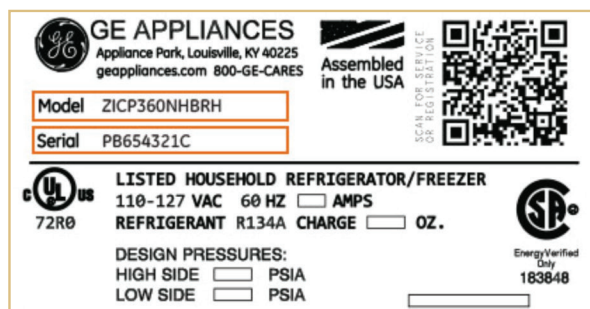 GE APPLIANCES
Appliance Park, Louisville, KY 40225
geappliances.com 800-GE-CARES
Assembled
in the USA
SCAN FOR SERVICE
OR REGISTRATION
Model ZICP360NHBRH
Serial PB654321C
C UL US
72R0
LISTED HOUSEHOLD REFRIGERATOR/FREEZER
110-127 VAC 60 HZ AMPS
REFRIGERANT R134A CHARGE OZ.
DESIGN PRESSURES:
HIGH SIDE PSIA
LOW SIDE PSIA
SA
EnergyVerified
Only
183848